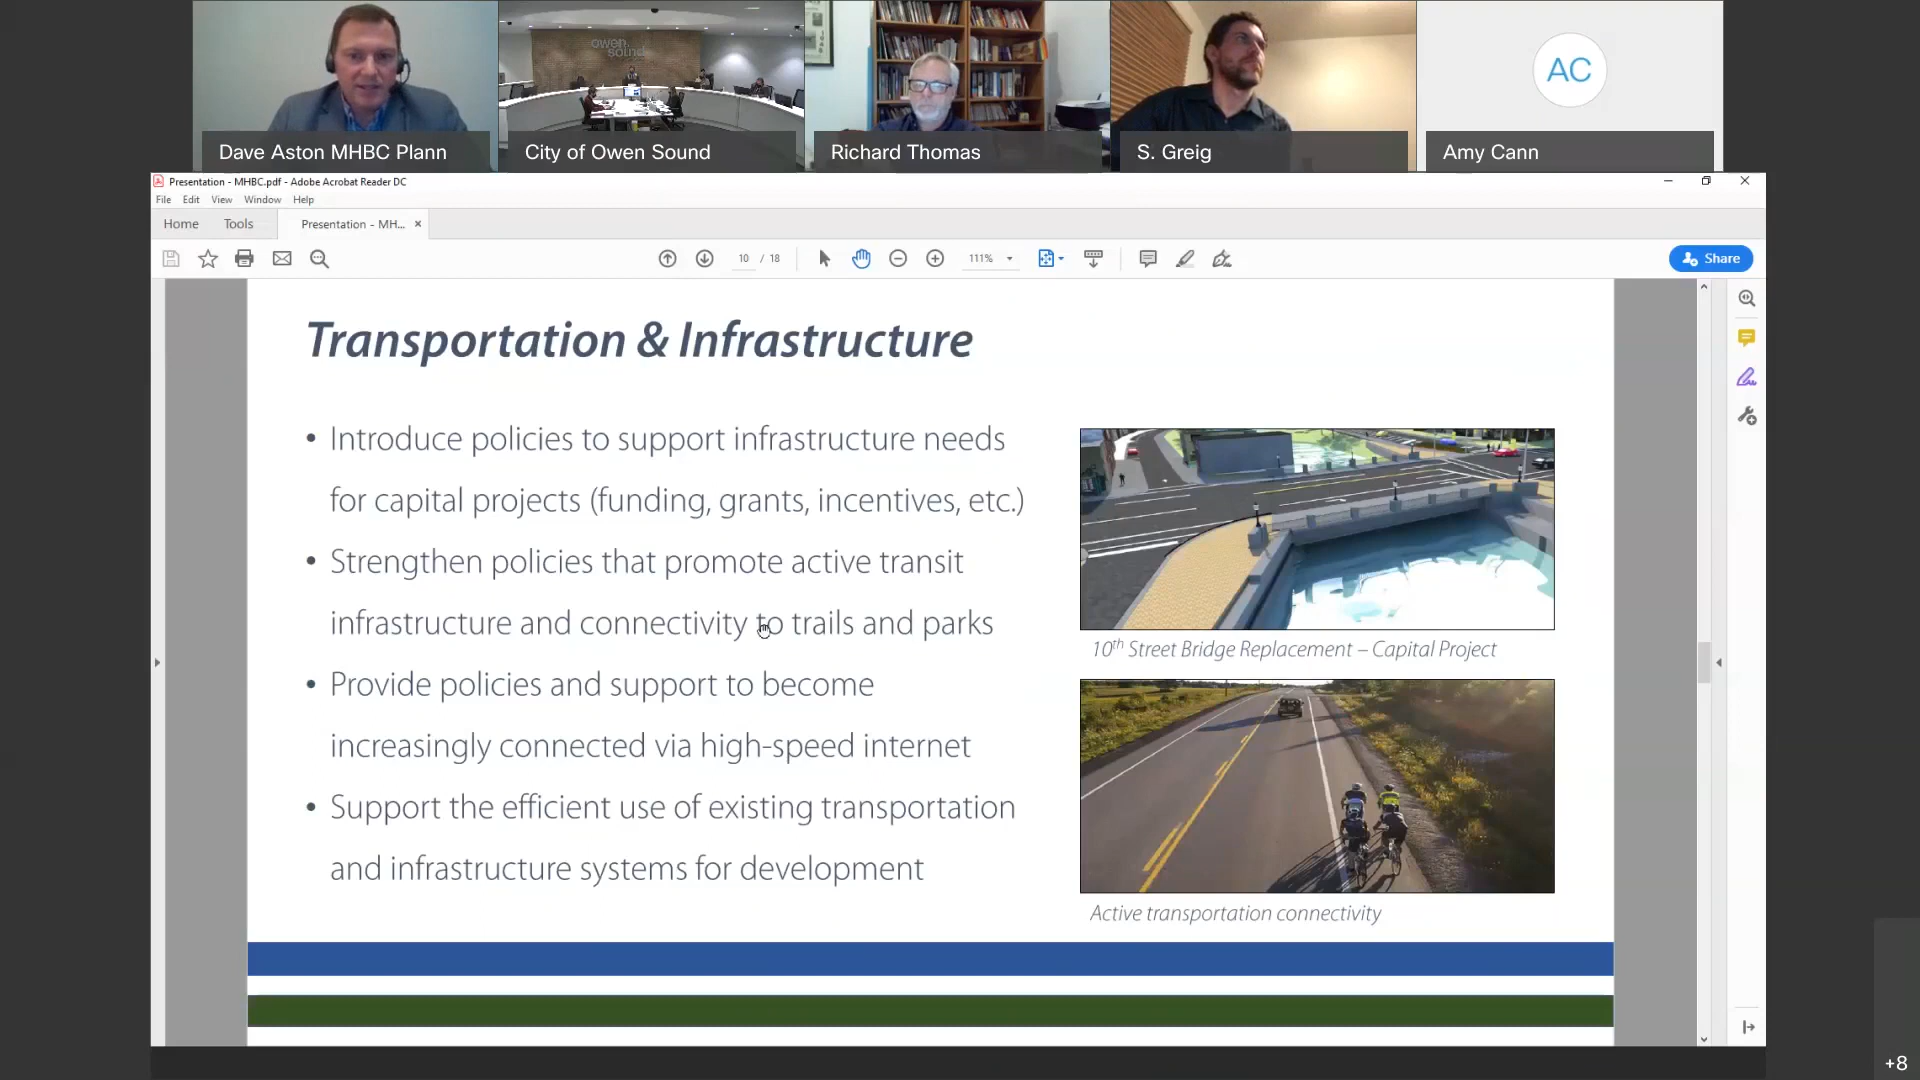 owen
sound
AC
Dave Aston MHBC Plann
City of Owen Sound
Richard Thomas
S. Greig
Amy Cann
Presentation - MHBC.pdf - Adobe Acrobat Reader DC
File Edit View Window Help
Home Tools Presentation - MH... ×
10 / 18 111% Share
Transportation & Infrastructure
• Introduce policies to support infrastructure needs
for capital projects (funding, grants, incentives, etc.)
• Strengthen policies that promote active transit
infrastructure and connectivity to trails and parks
• Provide policies and support to become
increasingly connected via high-speed internet
• Support the efficient use of existing transportation
and infrastructure systems for development
10th Street Bridge Replacement – Capital Project
Active transportation connectivity
+8